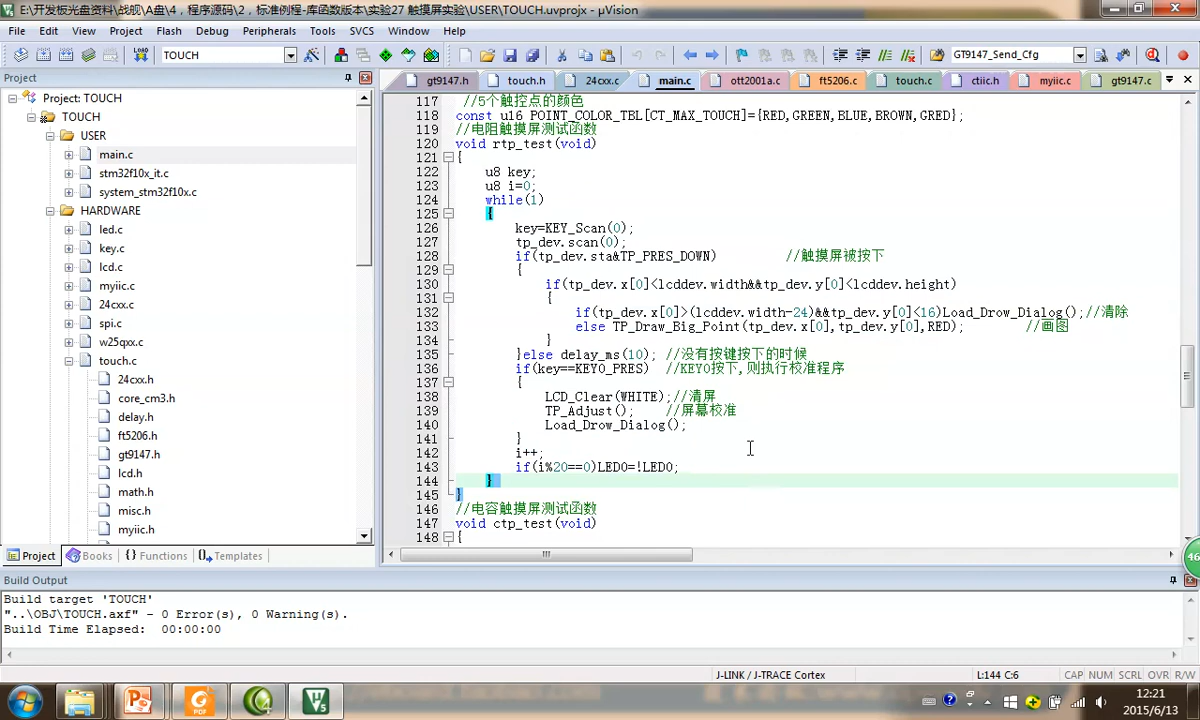 E:\开发板光盘资料\战舰\A盘\4，程序源码\2，标准例程-库函数版本\实验27 触摸屏实验\USER\TOUCH.uvprojx - µVision
File Edit View Project Flash Debug Peripherals Tools SVCS Window Help
TOUCH
GT9147_Send_Cfg
Project
gt9147.h touch.h 24cxx.c main.c ott2001a.c ft5206.c touch.c ctiic.h myiic.c gt9147.c
Project: TOUCH
TOUCH
USER
main.c
stm32f10x_it.c
system_stm32f10x.c
HARDWARE
led.c
key.c
lcd.c
myiic.c
24cxx.c
spi.c
w25qxx.c
touch.c
24cxx.h
core_cm3.h
delay.h
ft5206.h
gt9147.h
lcd.h
math.h
misc.h
myiic.h
117 //5个触控点的颜色
118 const u16 POINT_COLOR_TBL[CT_MAX_TOUCH]={RED,GREEN,BLUE,BROWN,GRED};
119 //电阻触摸屏测试函数
120 void rtp_test(void)
121 {
122 u8 key;
123 u8 i=0;
124 while(1)
125 {
126 key=KEY_Scan(0);
127 tp_dev.scan(0);
128 if(tp_dev.sta&TP_PRES_DOWN) //触摸屏被按下
129 {
130 if(tp_dev.x[0]<lcddev.width&&tp_dev.y[0]<lcddev.height)
131 {
132 if(tp_dev.x[0]>(lcddev.width-24)&&tp_dev.y[0]<16)Load_Drow_Dialog();//清除
133 else TP_Draw_Big_Point(tp_dev.x[0],tp_dev.y[0],RED); //画图
134 }
135 }else delay_ms(10); //没有按键按下的时候
136 if(key==KEY0_PRES) //KEY0按下,则执行校准程序
137 {
138 LCD_Clear(WHITE);//清屏
139 TP_Adjust(); //屏幕校准
140 Load_Drow_Dialog();
141 }
142 i++;
143 if(i%20==0)LED0=!LED0;
144 }
145 }
146 //电容触摸屏测试函数
147 void ctp_test(void)
148 {
Project Books {} Functions Templates
46
Build Output
Build target 'TOUCH'
"..\OBJ\TOUCH.axf" - 0 Error(s), 0 Warning(s).
Build Time Elapsed: 00:00:00
J-LINK / J-TRACE Cortex L:144 C:6 CAP NUM SCRL OVR R/W
12:21
2015/6/13